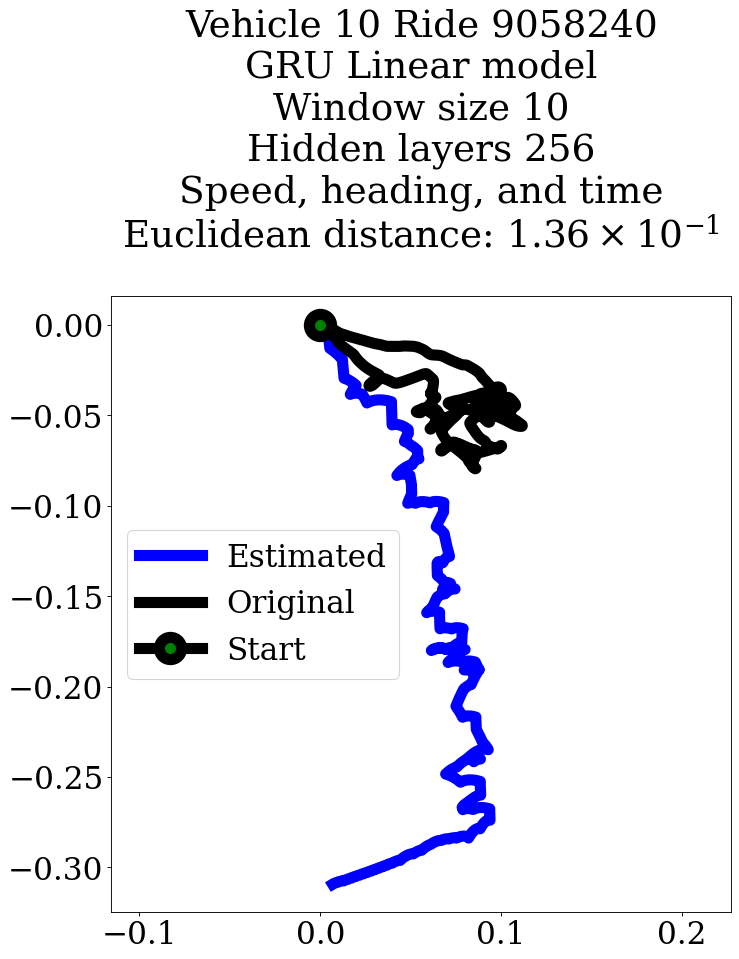 Vehicle 10 Ride 9058240
GRU Linear model
Window size 10
Hidden layers 256
Speed, heading, and time
Euclidean distance: 1.36 × 10⁻¹
0.00
−0.05
−0.10
−0.15
−0.20
−0.25
−0.30
Estimated
Original
Start
−0.1 0.0 0.1 0.2